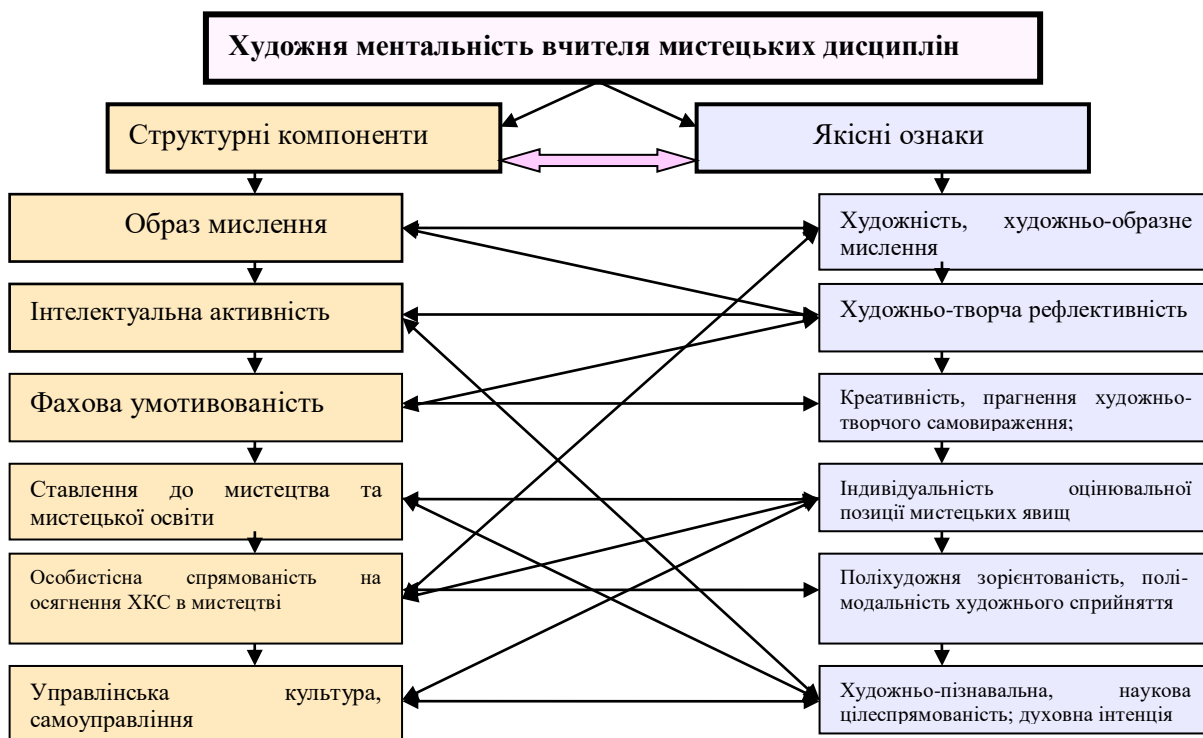 Художня ментальність вчителя мистецьких дисциплін
Структурні компоненти
Якісні ознаки
Образ мислення
Художність, художньо-образне
мислення
Інтелектуальна активність
Художньо-творча рефлективність
Фахова умотивованість
Креативність, прагнення художньо-
творчого самовираження;
Ставлення до мистецтва та
мистецької освіти
Індивідуальність оцінювальної
позиції мистецьких явищ
Особистісна спрямованість на
осягнення ХКС в мистецтві
Поліхудожня зорієнтованість, полі-
модальність художнього сприйняття
Управлінська культура,
самоуправління
Художньо-пізнавальна, наукова
цілеспрямованість; духовна інтенція